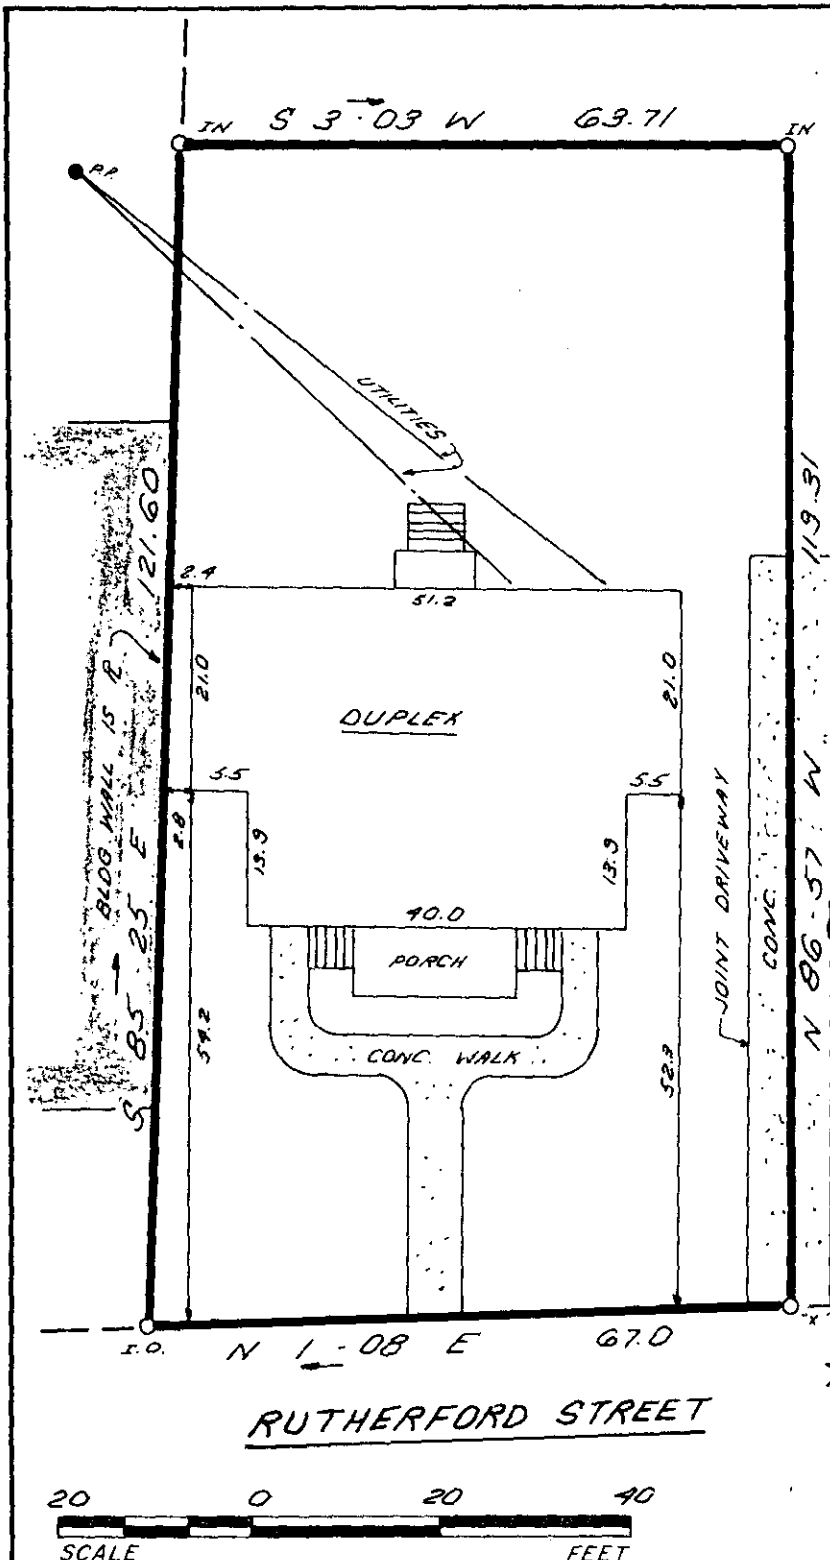 IN S 3·03 W 63.71 IN
P.P.
UTILITIES
S· 85·25 E 121.60
BLDG. WALL IS
119.31
2.4
51.2
21.0
21.0
DUPLEX
5.5
5.5
2.8
13.9
13.9
40.0
PORCH
JOINT DRIVEWAY
CONC.
N 86-57 W
CONC. WALK
54.2
52.3
I.O. N 1-08 E 67.0
RUTHERFORD STREET
20 0 20 40
SCALE FEET